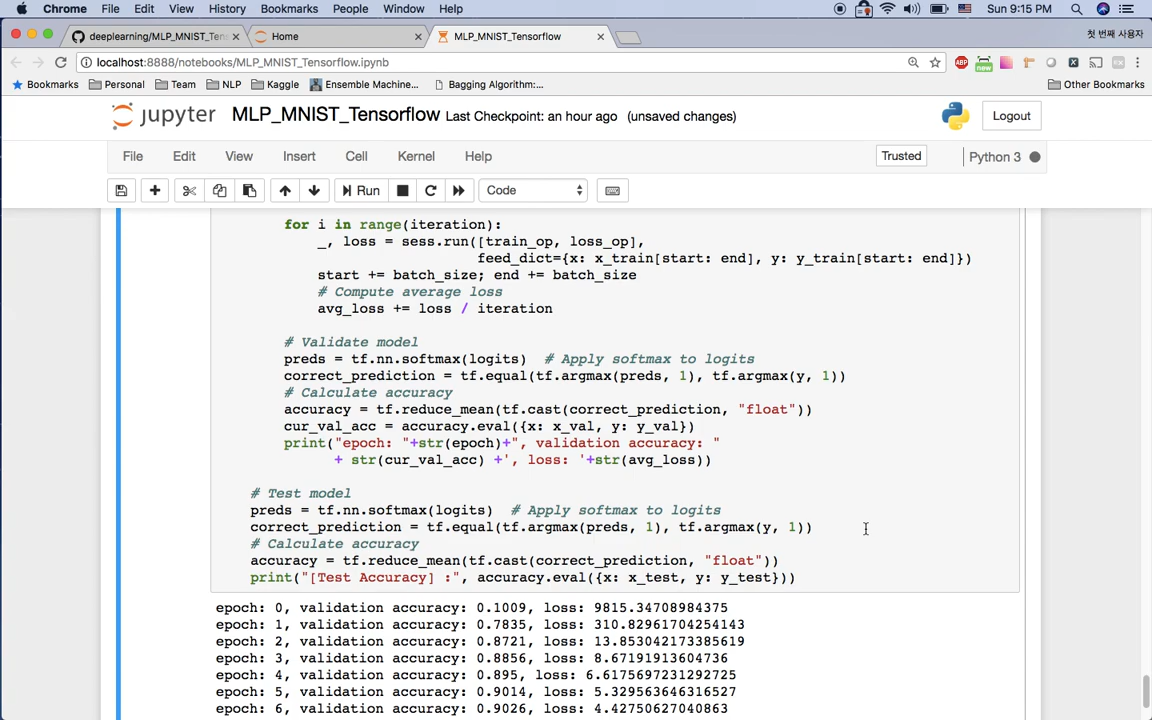 Chrome File Edit View History Bookmarks People Window Help Sun 9:15 PM
deeplearning/MLP_MNIST_Ten Home MLP_MNIST_Tensorflow 첫 번째 사용자
localhost:8888/notebooks/MLP_MNIST_Tensorflow.ipynb
Bookmarks Personal Team NLP Kaggle Ensemble Machine... Bagging Algorithm:... Other Bookmarks
jupyter MLP_MNIST_Tensorflow Last Checkpoint: an hour ago (unsaved changes) Logout
File Edit View Insert Cell Kernel Help Trusted Python 3
Run Code
for i in range(iteration):
_, loss = sess.run([train_op, loss_op],
feed_dict={x: x_train[start: end], y: y_train[start: end]})
start += batch_size; end += batch_size
# Compute average loss
avg_loss += loss / iteration
# Validate model
preds = tf.nn.softmax(logits)  # Apply softmax to logits
correct_prediction = tf.equal(tf.argmax(preds, 1), tf.argmax(y, 1))
# Calculate accuracy
accuracy = tf.reduce_mean(tf.cast(correct_prediction, "float"))
cur_val_acc = accuracy.eval({x: x_val, y: y_val})
print("epoch: "+str(epoch)+", validation accuracy: "
+ str(cur_val_acc) +', loss: '+str(avg_loss))
# Test model
preds = tf.nn.softmax(logits)  # Apply softmax to logits
correct_prediction = tf.equal(tf.argmax(preds, 1), tf.argmax(y, 1))
# Calculate accuracy
accuracy = tf.reduce_mean(tf.cast(correct_prediction, "float"))
print("[Test Accuracy] :", accuracy.eval({x: x_test, y: y_test}))
epoch: 0, validation accuracy: 0.1009, loss: 9815.34708984375
epoch: 1, validation accuracy: 0.7835, loss: 310.82961704254143
epoch: 2, validation accuracy: 0.8721, loss: 13.853042173385619
epoch: 3, validation accuracy: 0.8856, loss: 8.67191913604736
epoch: 4, validation accuracy: 0.895, loss: 6.6175697231292725
epoch: 5, validation accuracy: 0.9014, loss: 5.329563646316527
epoch: 6, validation accuracy: 0.9026, loss: 4.42750627040863